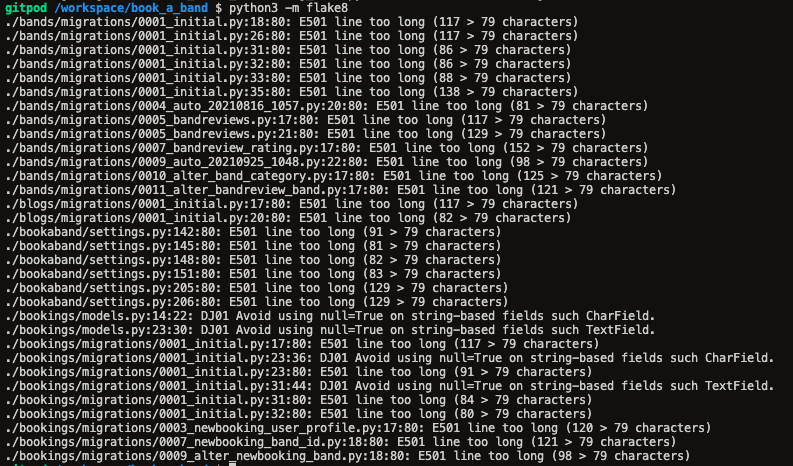 gitpod /workspace/book_a_band $ python3 -m flake8
./bands/migrations/0001_initial.py:18:80: E501 line too long (117 > 79 characters)
./bands/migrations/0001_initial.py:26:80: E501 line too long (117 > 79 characters)
./bands/migrations/0001_initial.py:31:80: E501 line too long (86 > 79 characters)
./bands/migrations/0001_initial.py:32:80: E501 line too long (86 > 79 characters)
./bands/migrations/0001_initial.py:33:80: E501 line too long (88 > 79 characters)
./bands/migrations/0001_initial.py:35:80: E501 line too long (138 > 79 characters)
./bands/migrations/0004_auto_20210816_1057.py:20:80: E501 line too long (81 > 79 characters)
./bands/migrations/0005_bandreviews.py:17:80: E501 line too long (117 > 79 characters)
./bands/migrations/0005_bandreviews.py:21:80: E501 line too long (129 > 79 characters)
./bands/migrations/0007_bandreview_rating.py:17:80: E501 line too long (152 > 79 characters)
./bands/migrations/0009_auto_20210925_1048.py:22:80: E501 line too long (98 > 79 characters)
./bands/migrations/0010_alter_band_category.py:17:80: E501 line too long (125 > 79 characters)
./bands/migrations/0011_alter_bandreview_band.py:17:80: E501 line too long (121 > 79 characters)
./blogs/migrations/0001_initial.py:17:80: E501 line too long (117 > 79 characters)
./blogs/migrations/0001_initial.py:20:80: E501 line too long (82 > 79 characters)
./bookaband/settings.py:142:80: E501 line too long (91 > 79 characters)
./bookaband/settings.py:145:80: E501 line too long (81 > 79 characters)
./bookaband/settings.py:148:80: E501 line too long (82 > 79 characters)
./bookaband/settings.py:151:80: E501 line too long (83 > 79 characters)
./bookaband/settings.py:205:80: E501 line too long (129 > 79 characters)
./bookaband/settings.py:206:80: E501 line too long (129 > 79 characters)
./bookings/models.py:14:22: DJ01 Avoid using null=True on string-based fields such CharField.
./bookings/models.py:23:30: DJ01 Avoid using null=True on string-based fields such TextField.
./bookings/migrations/0001_initial.py:17:80: E501 line too long (117 > 79 characters)
./bookings/migrations/0001_initial.py:23:36: DJ01 Avoid using null=True on string-based fields such CharField.
./bookings/migrations/0001_initial.py:23:80: E501 line too long (91 > 79 characters)
./bookings/migrations/0001_initial.py:31:44: DJ01 Avoid using null=True on string-based fields such TextField.
./bookings/migrations/0001_initial.py:31:80: E501 line too long (84 > 79 characters)
./bookings/migrations/0001_initial.py:32:80: E501 line too long (80 > 79 characters)
./bookings/migrations/0003_newbooking_user_profile.py:17:80: E501 line too long (120 > 79 characters)
./bookings/migrations/0007_newbooking_band_id.py:18:80: E501 line too long (121 > 79 characters)
./bookings/migrations/0009_alter_newbooking_band.py:18:80: E501 line too long (98 > 79 characters)